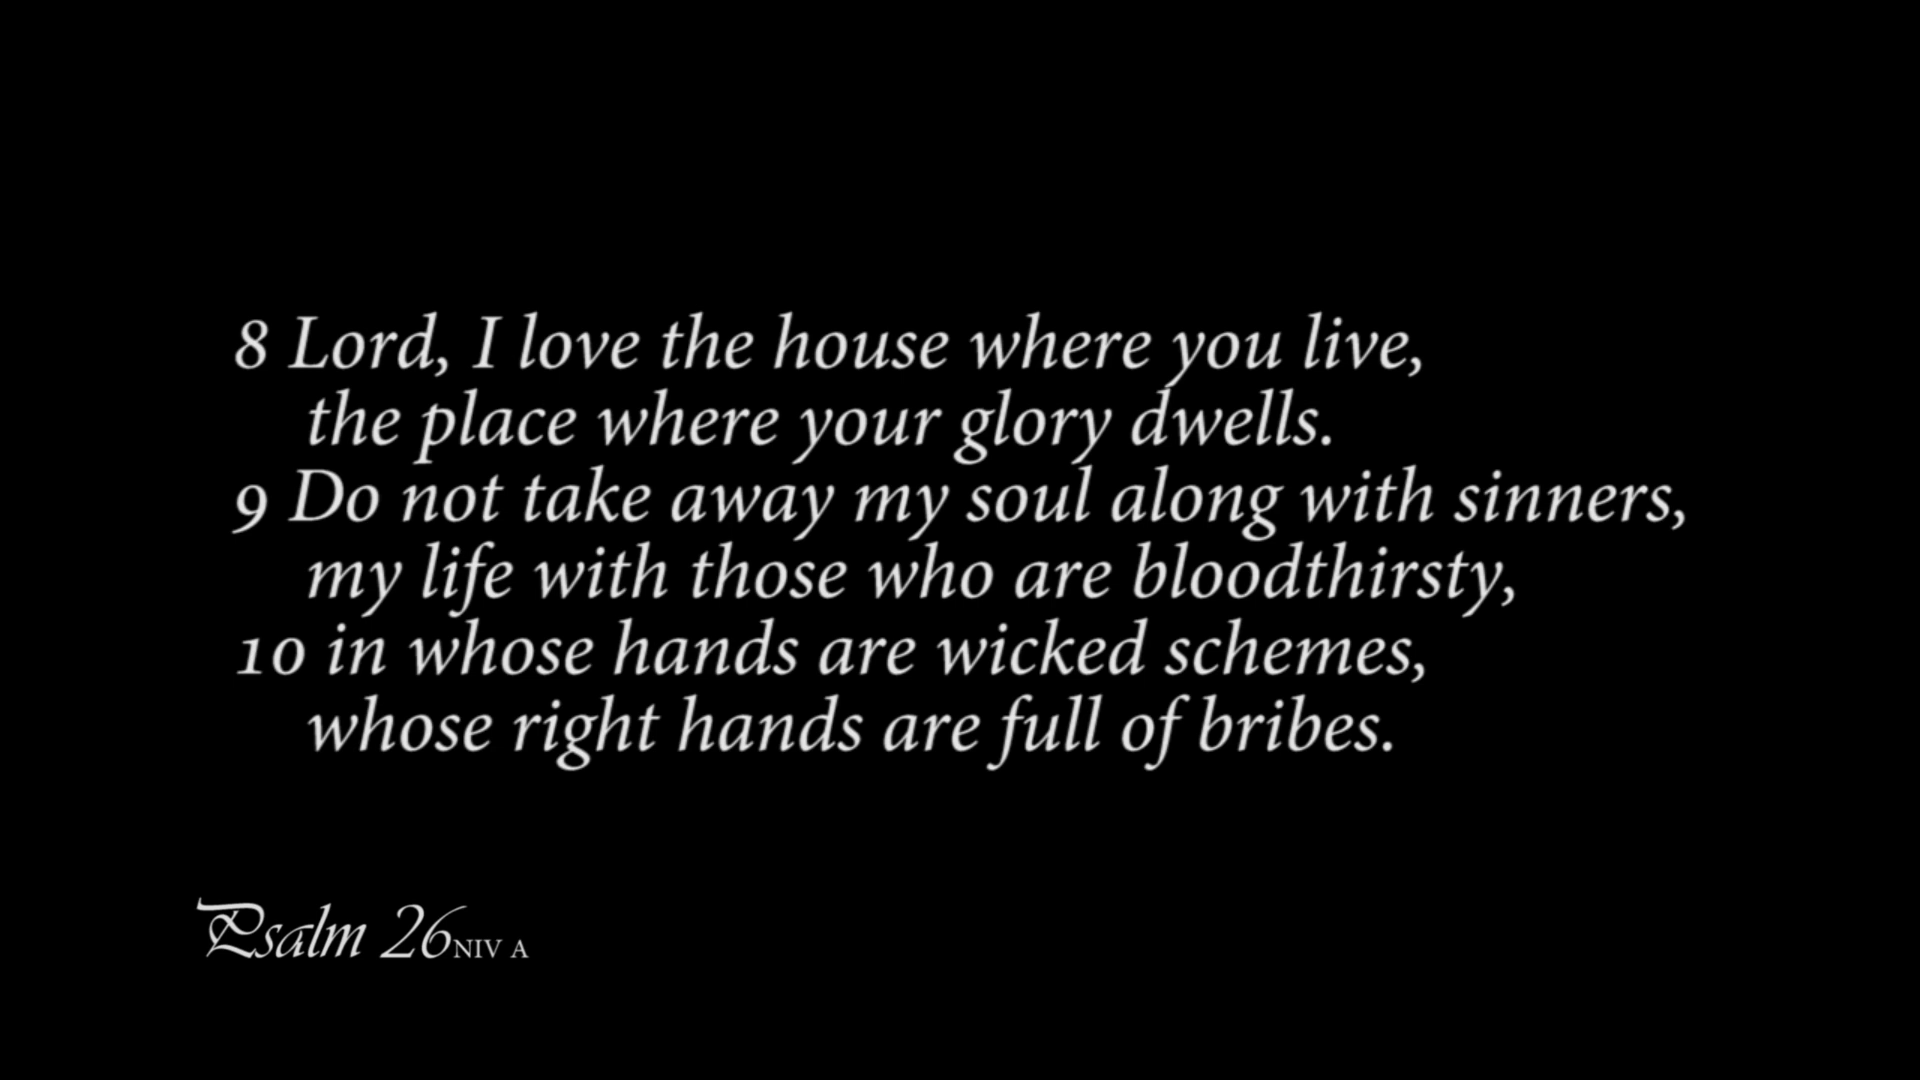 8 Lord, I love the house where you live,
the place where your glory dwells.
9 Do not take away my soul along with sinners,
my life with those who are bloodthirsty,
10 in whose hands are wicked schemes,
whose right hands are full of bribes.
Psalm 26 NIV A